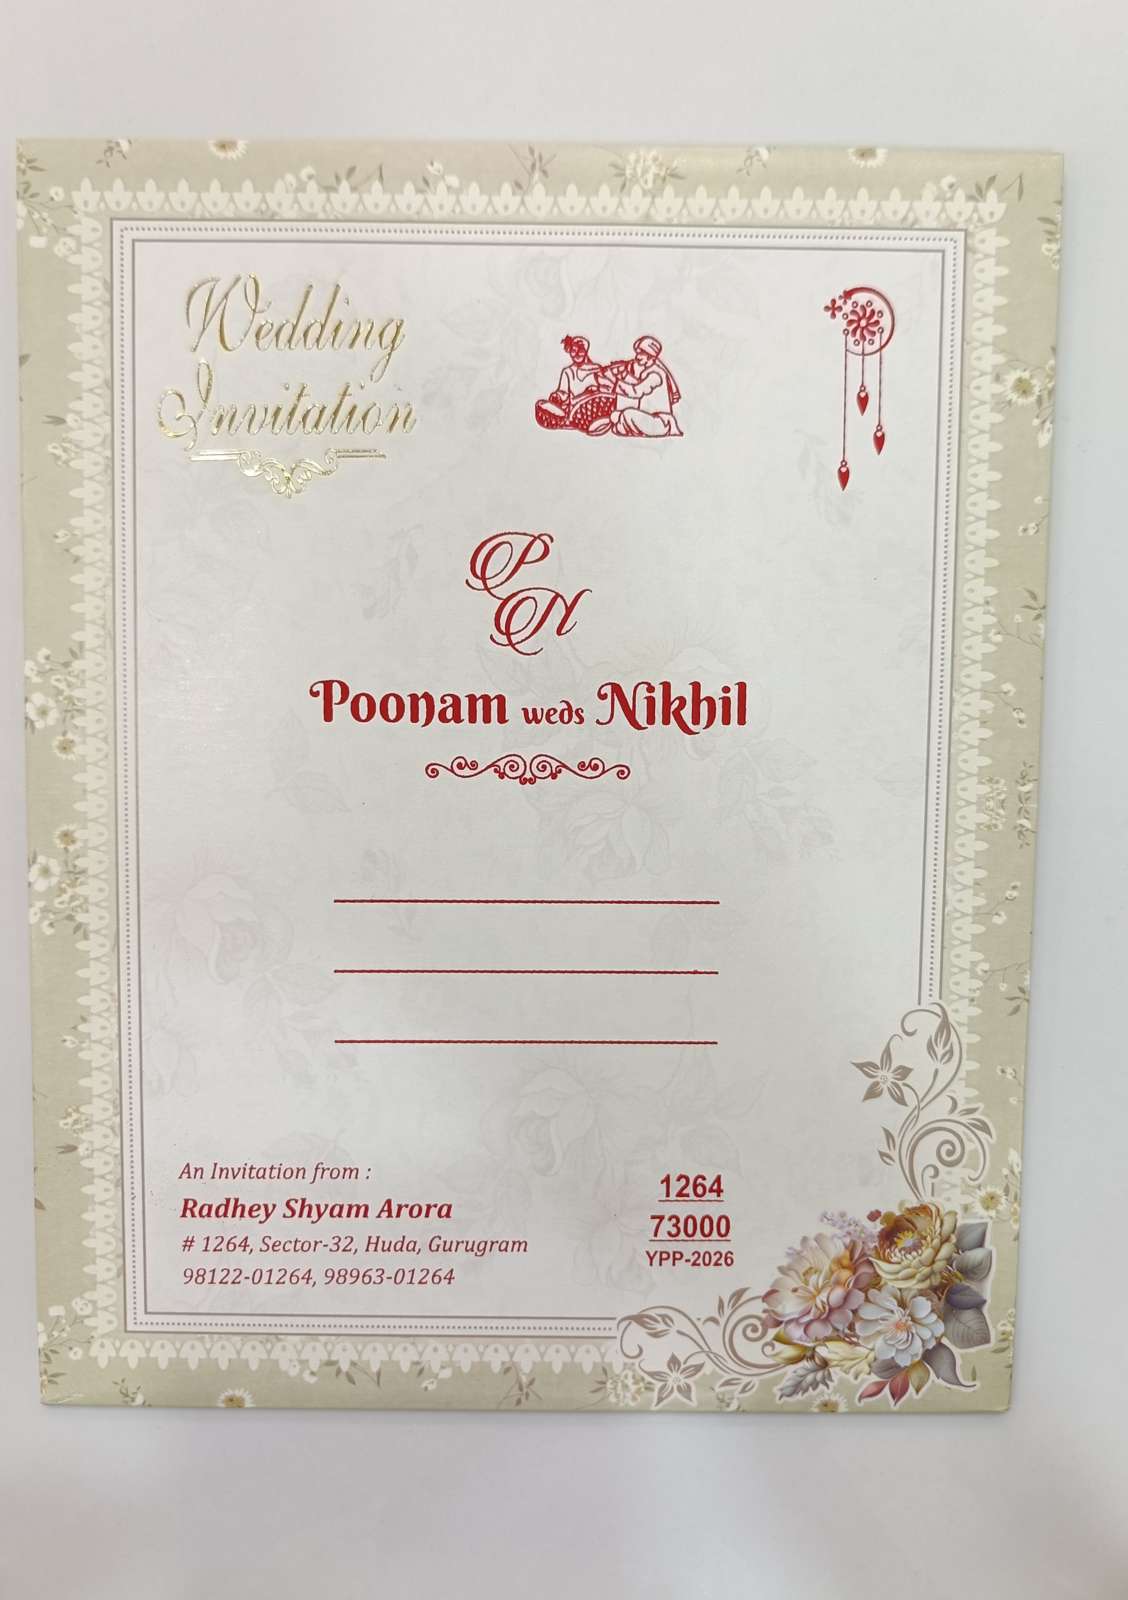 Wedding
Invitation
P
N
Poonam weds Nikhil
An Invitation from :
Radhey Shyam Arora
# 1264, Sector-32, Huda, Gurugram
98122-01264, 98963-01264
1264
73000
YPP-2026